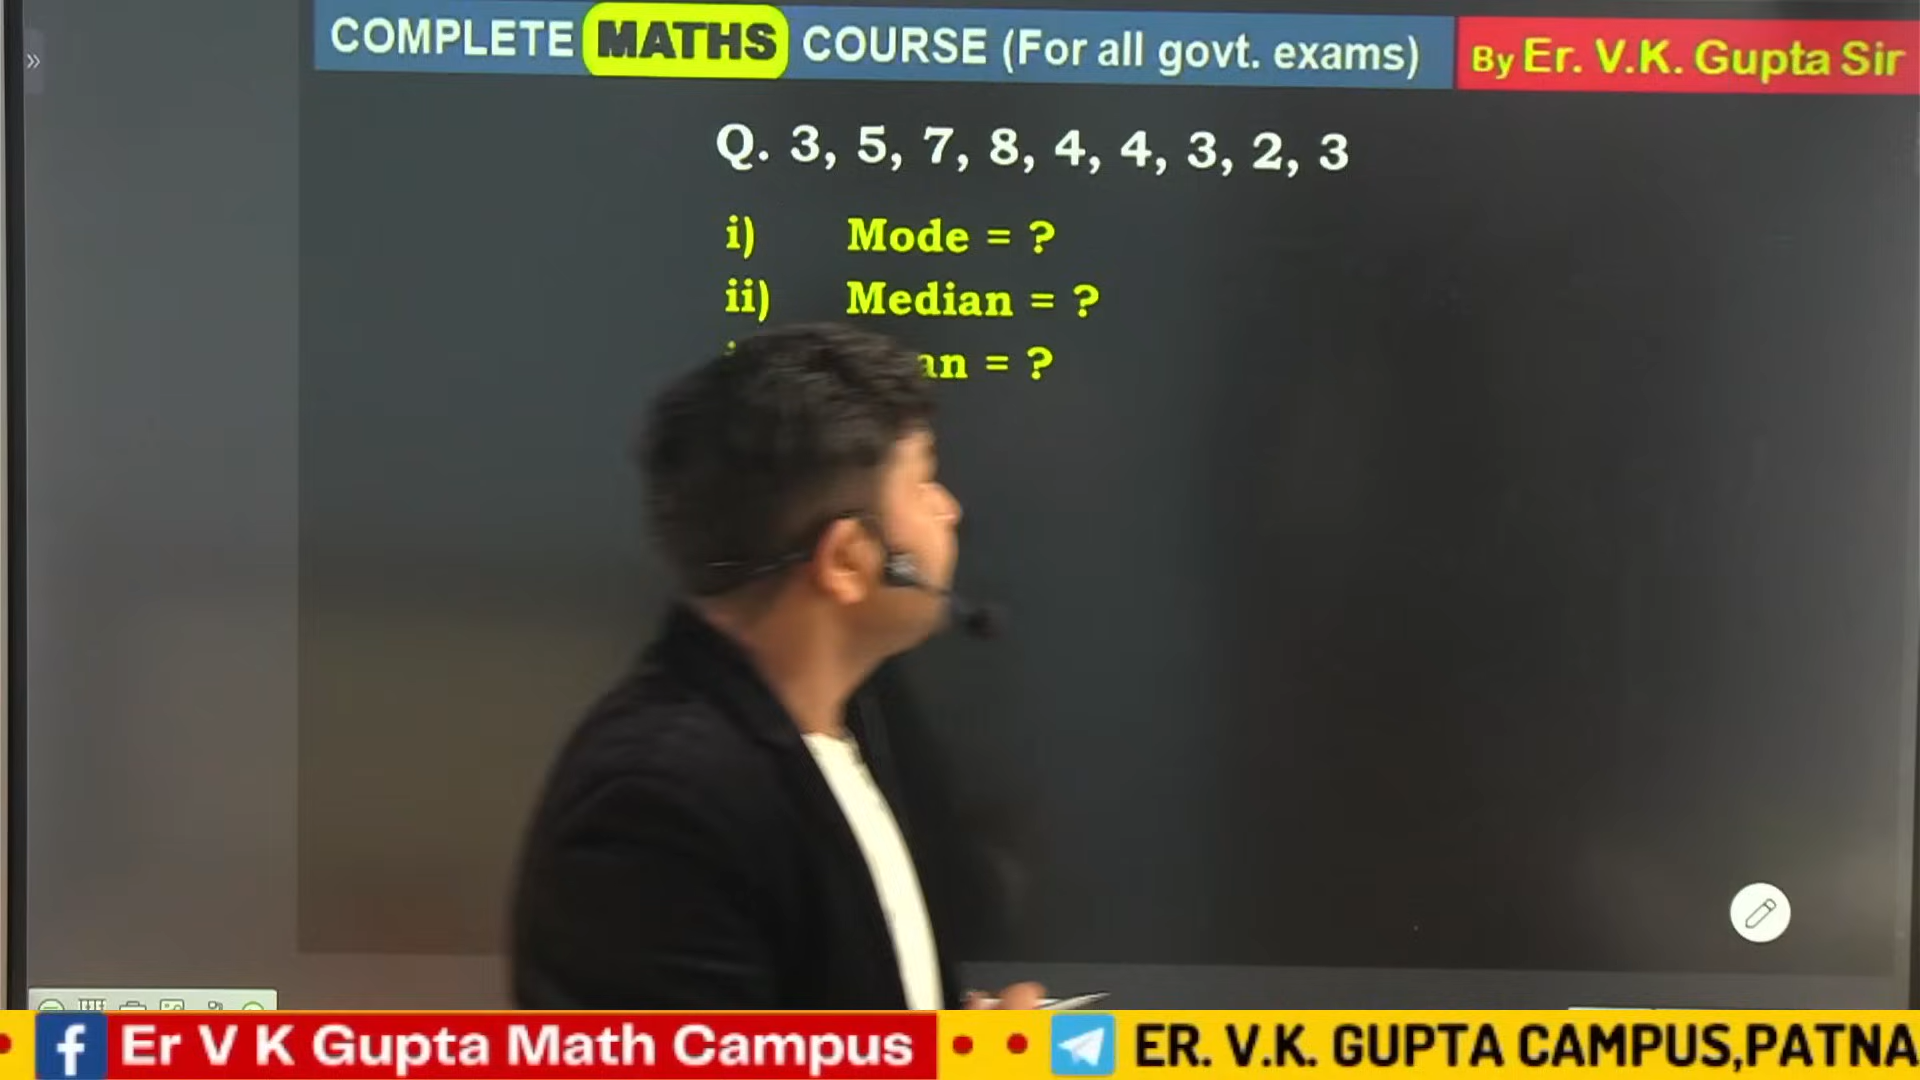 COMPLETE MATHS COURSE (For all govt. exams) By Er. V.K. Gupta Sir
Q. 3, 5, 7, 8, 4, 4, 3, 2, 3
i) Mode = ?
ii) Median = ?
= ?
Er V K Gupta Math Campus ER. V.K. GUPTA CAMPUS,PATNA